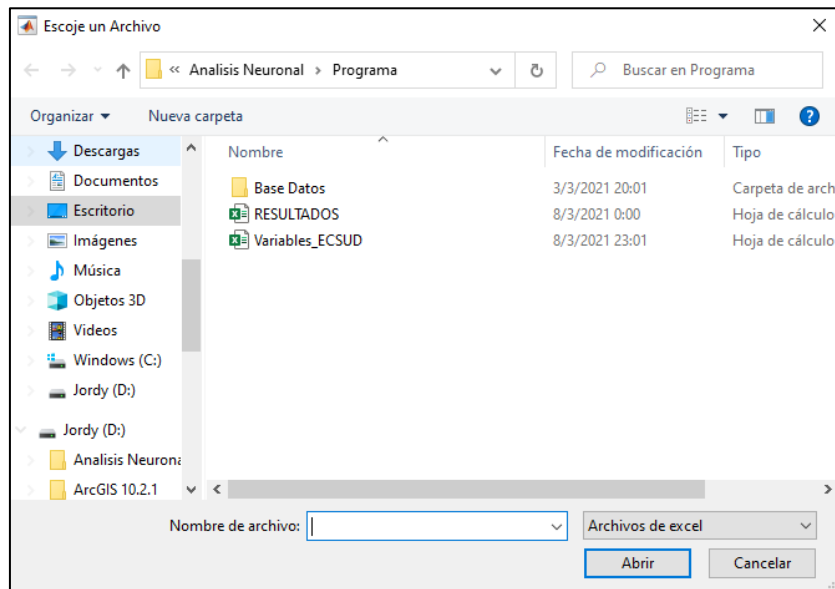 Escoje un Archivo
« Analisis Neuronal > Programa
Buscar en Programa
Organizar
Nueva carpeta
Descargas
Documentos
Escritorio
Imágenes
Música
Objetos 3D
Videos
Windows (C:)
Jordy (D:)
Jordy (D:)
Analisis Neurona
ArcGIS 10.2.1
Nombre Fecha de modificación Tipo
Base Datos 3/3/2021 20:01 Carpeta de arch
RESULTADOS 8/3/2021 0:00 Hoja de cálculo
Variables_ECSUD 8/3/2021 23:01 Hoja de cálculo
Nombre de archivo:
Archivos de excel
Abrir
Cancelar